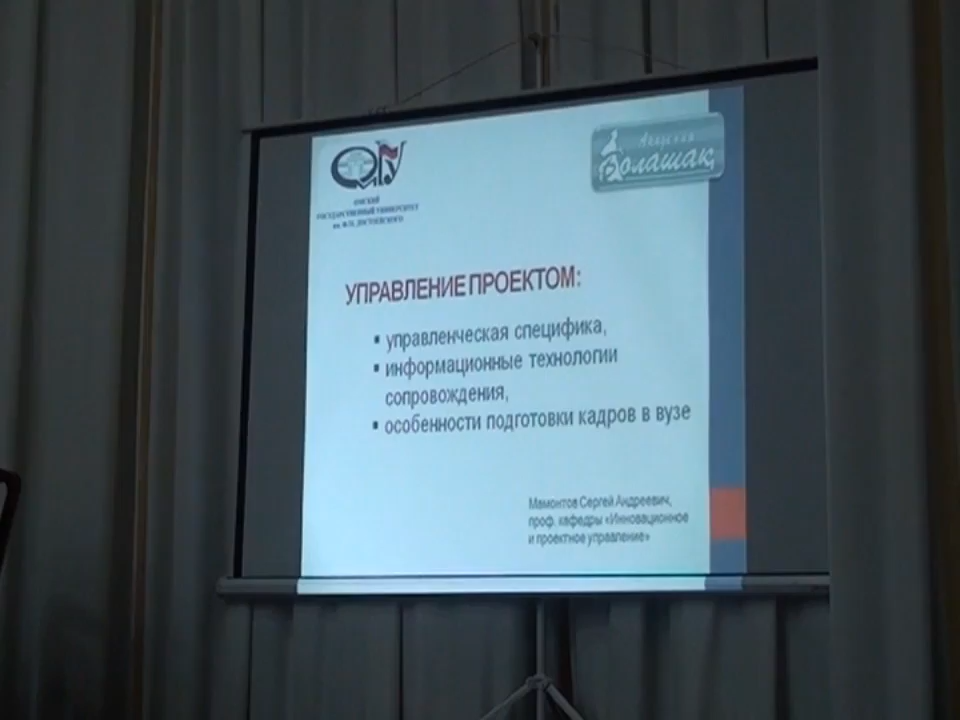 ОмГУ
ОМСКИЙ
ГОСУДАРСТВЕННЫЙ УНИВЕРСИТЕТ
им. Ф.М. ДОСТОЕВСКОГО
Академия
Болашақ
УПРАВЛЕНИЕ ПРОЕКТОМ:
▪ управленческая специфика,
▪ информационные технологии
сопровождения,
▪ особенности подготовки кадров в вузе
Мамонтов Сергей Андреевич,
проф. кафедры «Инновационное
и проектное управление»